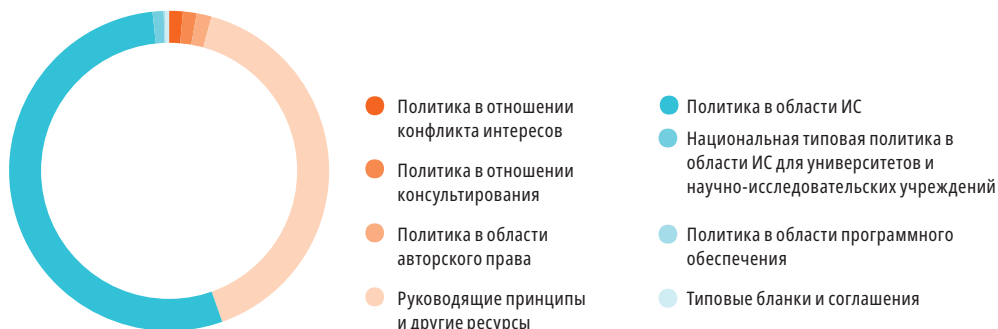 Политика в отношении
конфликта интересов
Политика в отношении
консультирования
Политика в области
авторского права
Руководящие принципы
и другие ресурсы
Политика в области ИС
Национальная типовая политика в
области ИС для университетов и
научно-исследовательских учреждений
Политика в области программного
обеспечения
Типовые бланки и соглашения